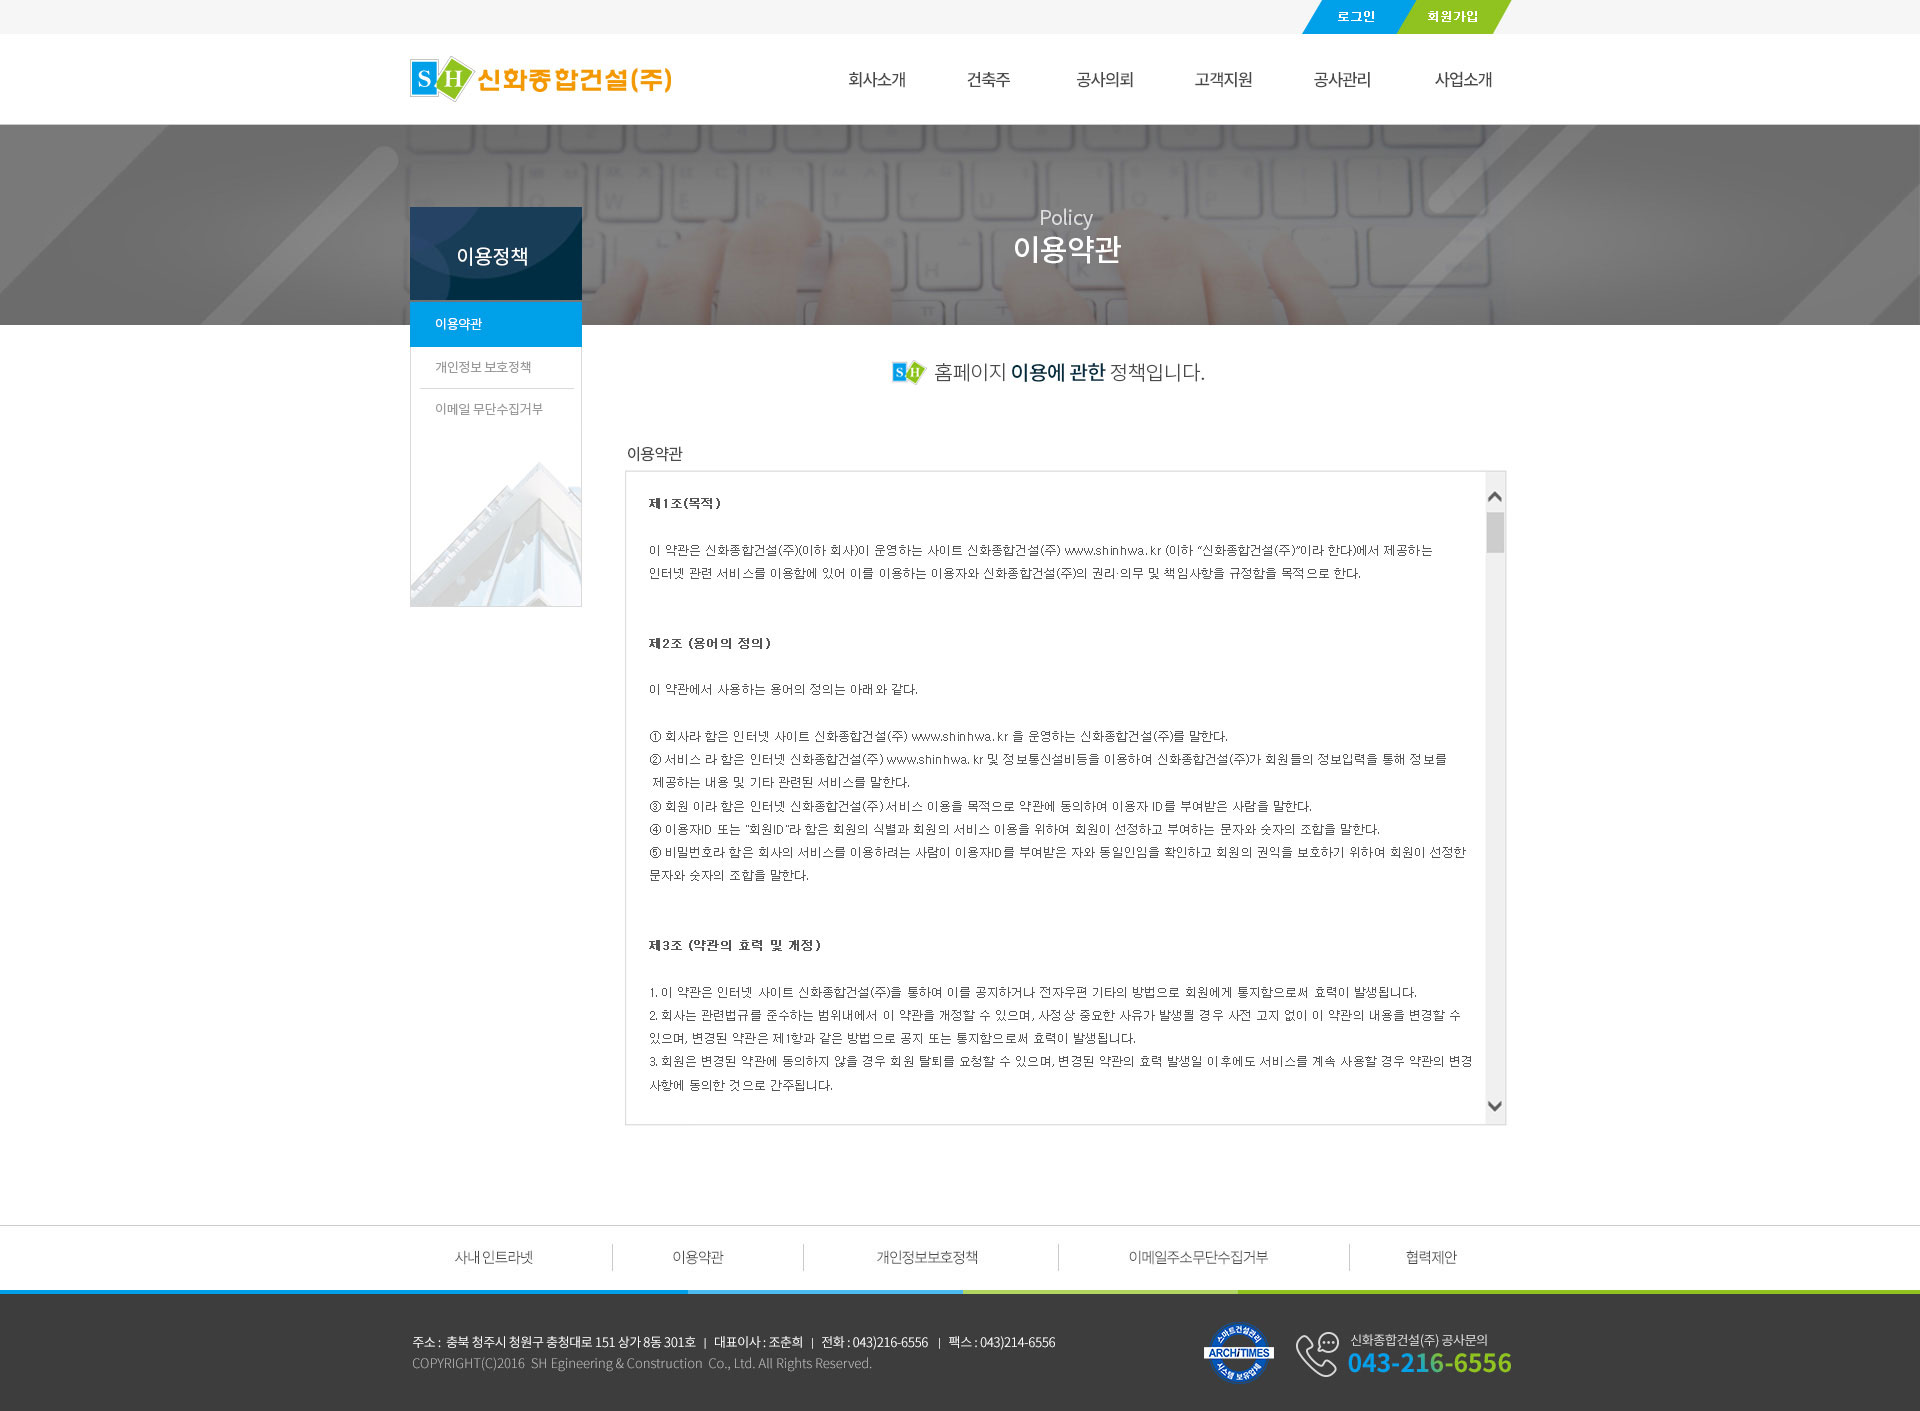 로그인 회원가입
SH 신화종합건설(주)
회사소개 건축주 공사의뢰 고객지원 공사관리 사업소개
Policy
이용약관
이용정책
이용약관
개인정보 보호정책
이메일 무단수집거부
SH 홈페이지 이용에 관한 정책입니다.
이용약관
제1조(목적)
이 약관은 신화종합건설(주)(이하 회사)이 운영하는 사이트 신화종합건설(주) www.shinhwa.kr (이하 “신화종합건설(주)”이라 한다)에서 제공하는
인터넷 관련 서비스를 이용함에 있어 이를 이용하는 이용자와 신화종합건설(주)의 권리·의무 및 책임사항을 규정함을 목적으로 한다.
제2조 (용어의 정의)
이 약관에서 사용하는 용어의 정의는 아래와 같다.
① 회사라 함은 인터넷 사이트 신화종합건설(주) www.shinhwa.kr 을 운영하는 신화종합건설(주)를 말한다.
② 서비스 라 함은 인터넷 신화종합건설(주) www.shinhwa.kr 및 정보통신설비등을 이용하여 신화종합건설(주)가 회원들의 정보입력을 통해 정보를
제공하는 내용 및 기타 관련된 서비스를 말한다.
③ 회원 이라 함은 인터넷 신화종합건설(주) 서비스 이용을 목적으로 약관에 동의하여 이용자 ID를 부여받은 사람을 말한다.
④ 이용자ID 또는 "회원ID"라 함은 회원의 식별과 회원의 서비스 이용을 위하여 회원이 선정하고 부여하는 문자와 숫자의 조합을 말한다.
⑤ 비밀번호라 함은 회사의 서비스를 이용하려는 사람이 이용자ID를 부여받은 자와 동일인임을 확인하고 회원의 권익을 보호하기 위하여 회원이 선정한
문자와 숫자의 조합을 말한다.
제3조 (약관의 효력 및 개정)
1. 이 약관은 인터넷 사이트 신화종합건설(주)을 통하여 이를 공지하거나 전자우편 기타의 방법으로 회원에게 통지함으로써 효력이 발생됩니다.
2. 회사는 관련법규를 준수하는 범위내에서 이 약관을 개정할 수 있으며, 사정상 중요한 사유가 발생될 경우 사전 고지 없이 이 약관의 내용을 변경할 수
있으며, 변경된 약관은 제1항과 같은 방법으로 공지 또는 통지함으로써 효력이 발생됩니다.
3. 회원은 변경된 약관에 동의하지 않을 경우 회원 탈퇴를 요청할 수 있으며, 변경된 약관의 효력 발생일 이후에도 서비스를 계속 사용할 경우 약관의 변경
사항에 동의한 것으로 간주됩니다.
사내 인트라넷 이용약관 개인정보보호정책 이메일주소무단수집거부 협력제안
주소 : 충북 청주시 청원구 충청대로 151 상가 8동 301호 | 대표이사 : 조춘희 | 전화 : 043)216-6556 | 팩스 : 043)214-6556
COPYRIGHT(C)2016 SH Egineering & Construction Co., Ltd. All Rights Reserved.
스마트건설관리
ARCHiTIMES
시스템 보유업체
신화종합건설(주) 공사문의
043-216-6556